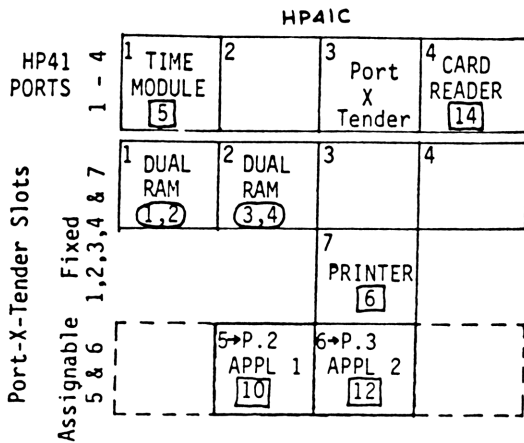 HP41C
HP41
PORTS
1 - 4
1 TIME
MODULE
5
2
3
Port
X
Tender
4 CARD
READER
14
Port-X-Tender Slots
Fixed
1,2,3,4 & 7
1
DUAL
RAM
1,2
2
DUAL
RAM
3,4
3
4
7
PRINTER
6
Assignable
5 & 6
5→P.2
APPL 1
10
6→P.3
APPL 2
12